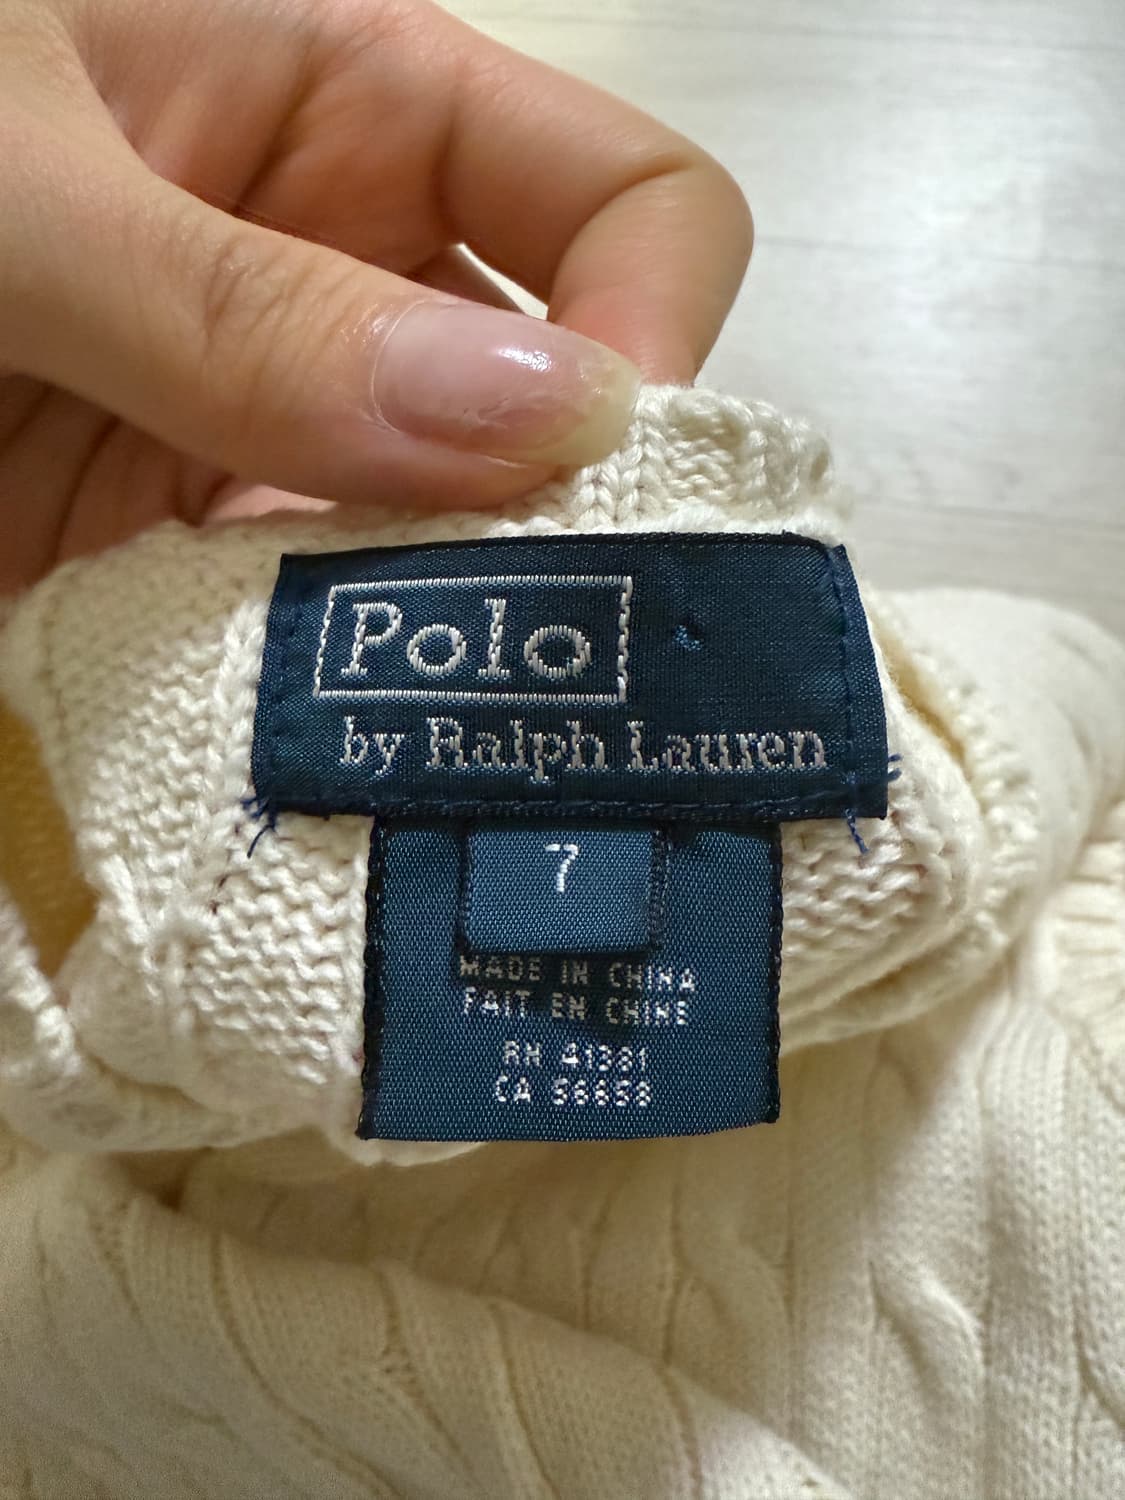 Polo
by Ralph Lauren
7
MADE IN CHINA
FAIT EN CHINE
RN 41381
CA 56658